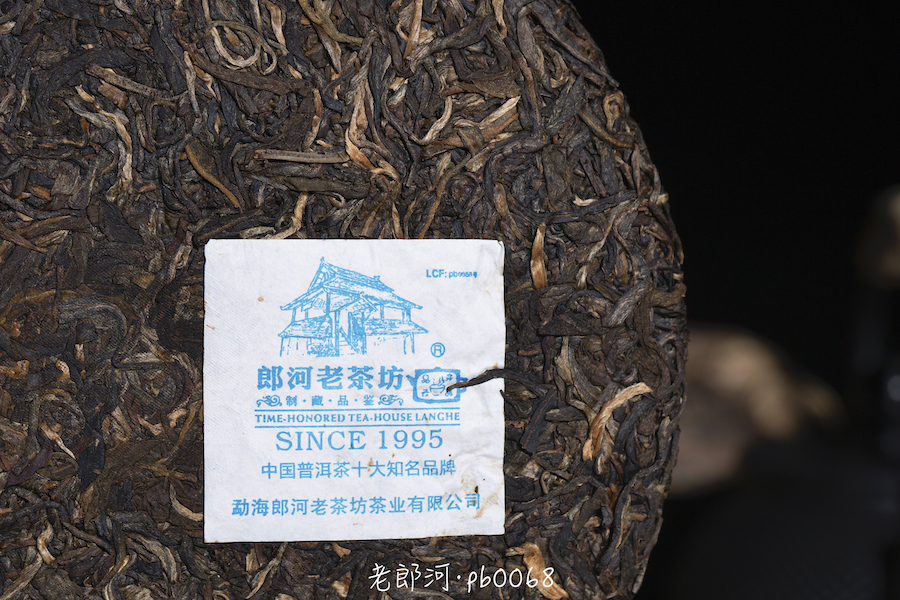 LCF: pb0068
®
郎河老茶坊
制·藏·品·鉴
TIME-HONORED TEA-HOUSE LANGHE
SINCE 1995
中国普洱茶十大知名品牌
勐海郎河老茶坊茶业有限公司
老郎河·pb0068